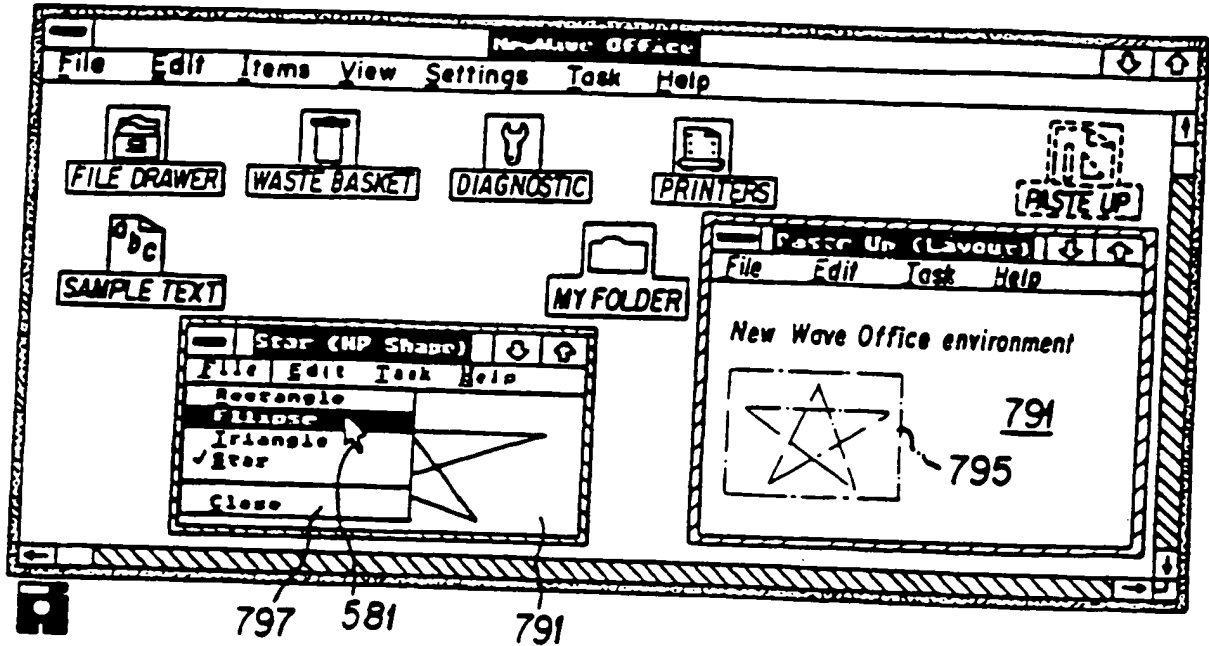 NewWave Office
File Edit Items View Settings Task Help
FILE DRAWER
WASTE BASKET
DIAGNOSTIC
PRINTERS
PASTE UP
abc
SAMPLE TEXT
MY FOLDER
Paste Up (Layout)
File Edit Task Help
New Wave Office environment
791
795
Star (HP Shape)
File Edit Task Help
Rectangle
Ellipse
Triangle
✓ Star
Close
797
581
791